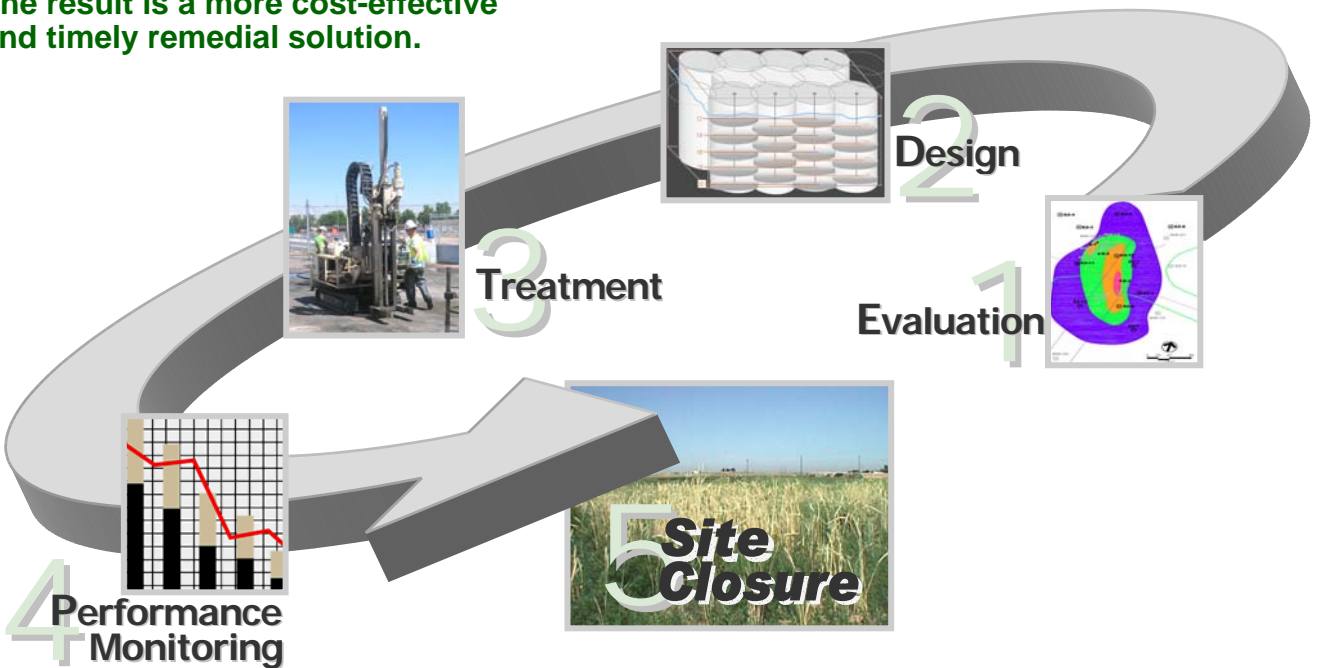 he result is a more cost-effective
nd timely remedial solution.
2
Design
3
Treatment
1
Evaluation
5
Site
Closure
4
Performance
Monitoring